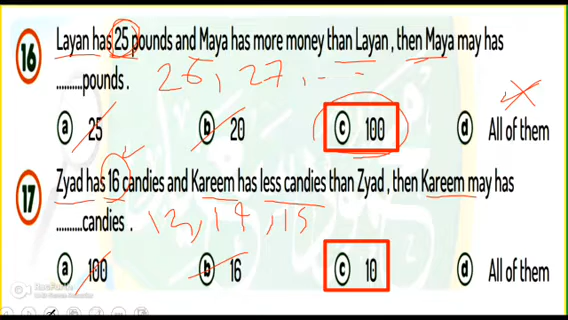 16 Layan has 25 pounds and Maya has more money than Layan , then Maya may has
..........pounds. 26, 27,
a 25 b 20 c 100 d All of them
17 Zyad has 16 candies and Kareem has less candies than Zyad , then Kareem may has
..........candies . 13, 14, 15
a 100 b 16 c 10 d All of them